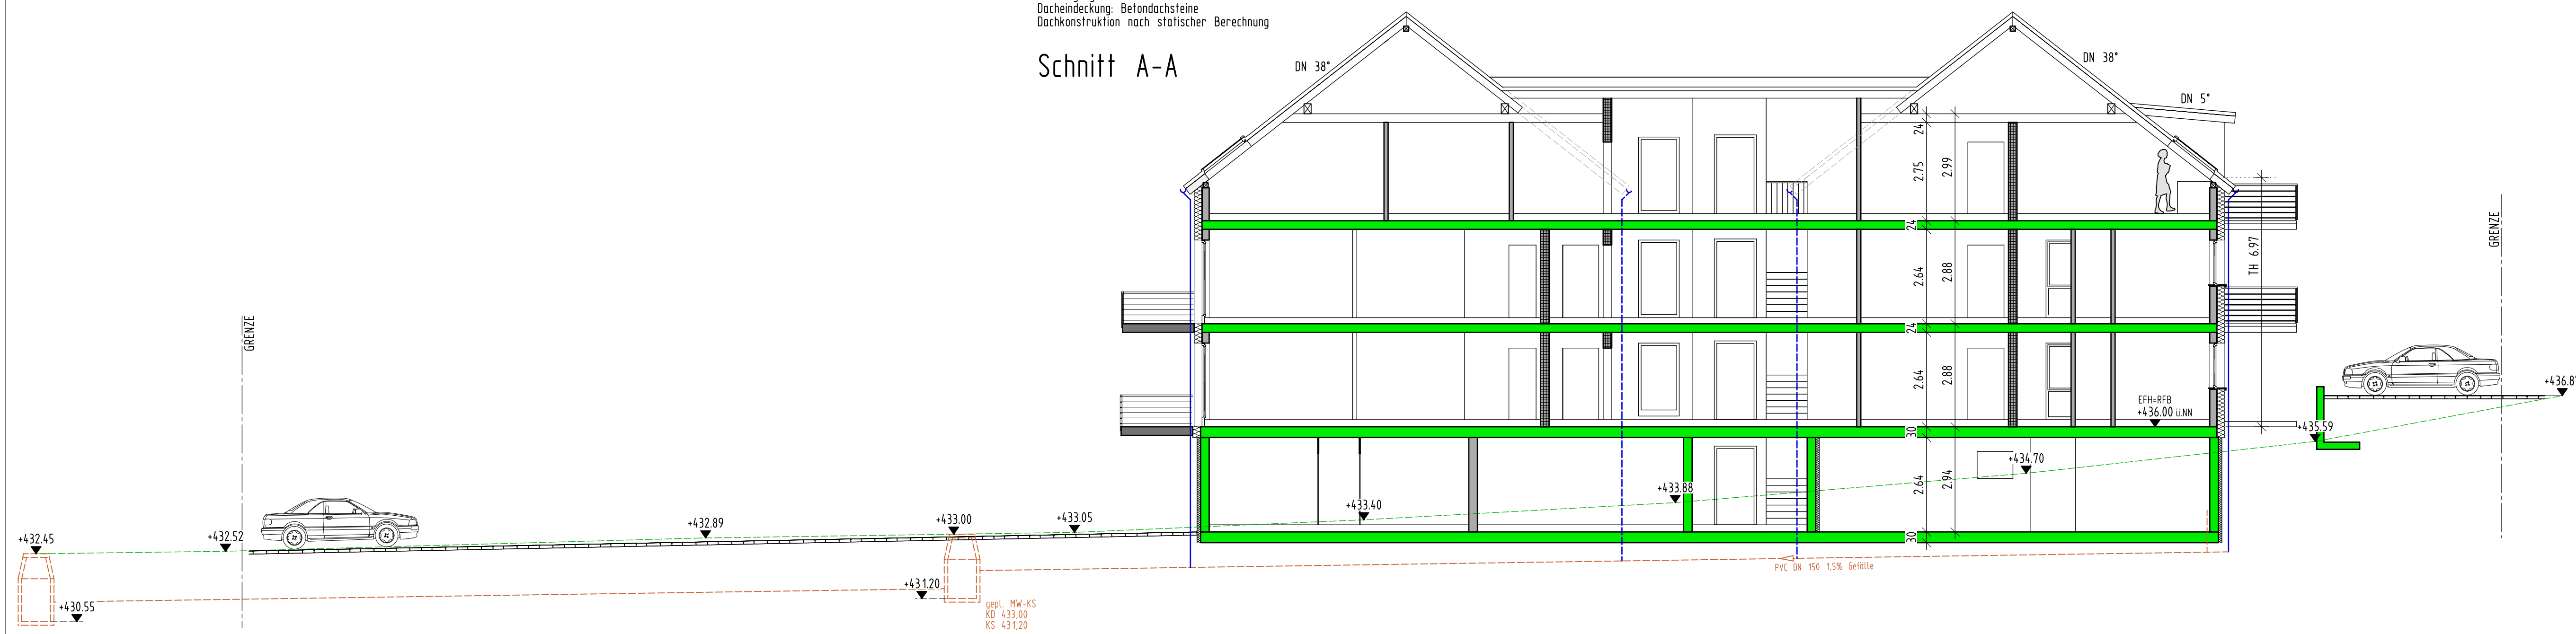 Dacheindeckung: Betondachsteine
Dachkonstruktion nach statischer Berechnung
Schnitt A-A
DN 38°
DN 38°
DN 5°
24
2.75
2.99
24
2.64
2.88
24
2.64
2.88
30
2.64
2.94
30
TH 6.97
GRENZE
GRENZE
EFH=RFB
+436.00 ü.NN
+435.59
+434.70
+433.88
+433.40
+433.05
+433.00
+432.89
+432.52
+432.45
+431.20
+430.55
PVC DN 150 1,5% Gefälle
gepl. MW-KS
KD 433,00
KS 431,20